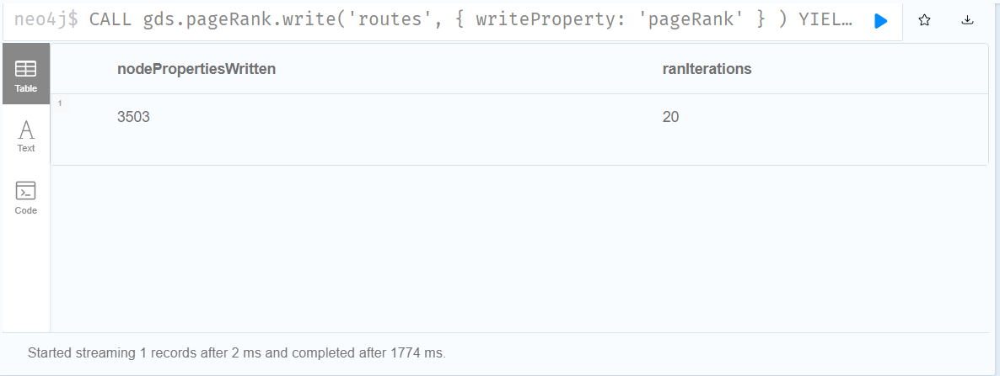 neo4j$ CALL gds.pageRank.write('routes', { writeProperty: 'pageRank' } ) YIEL…
Table
nodePropertiesWritten ranIterations
1
3503 20
Text
Code
Started streaming 1 records after 2 ms and completed after 1774 ms.